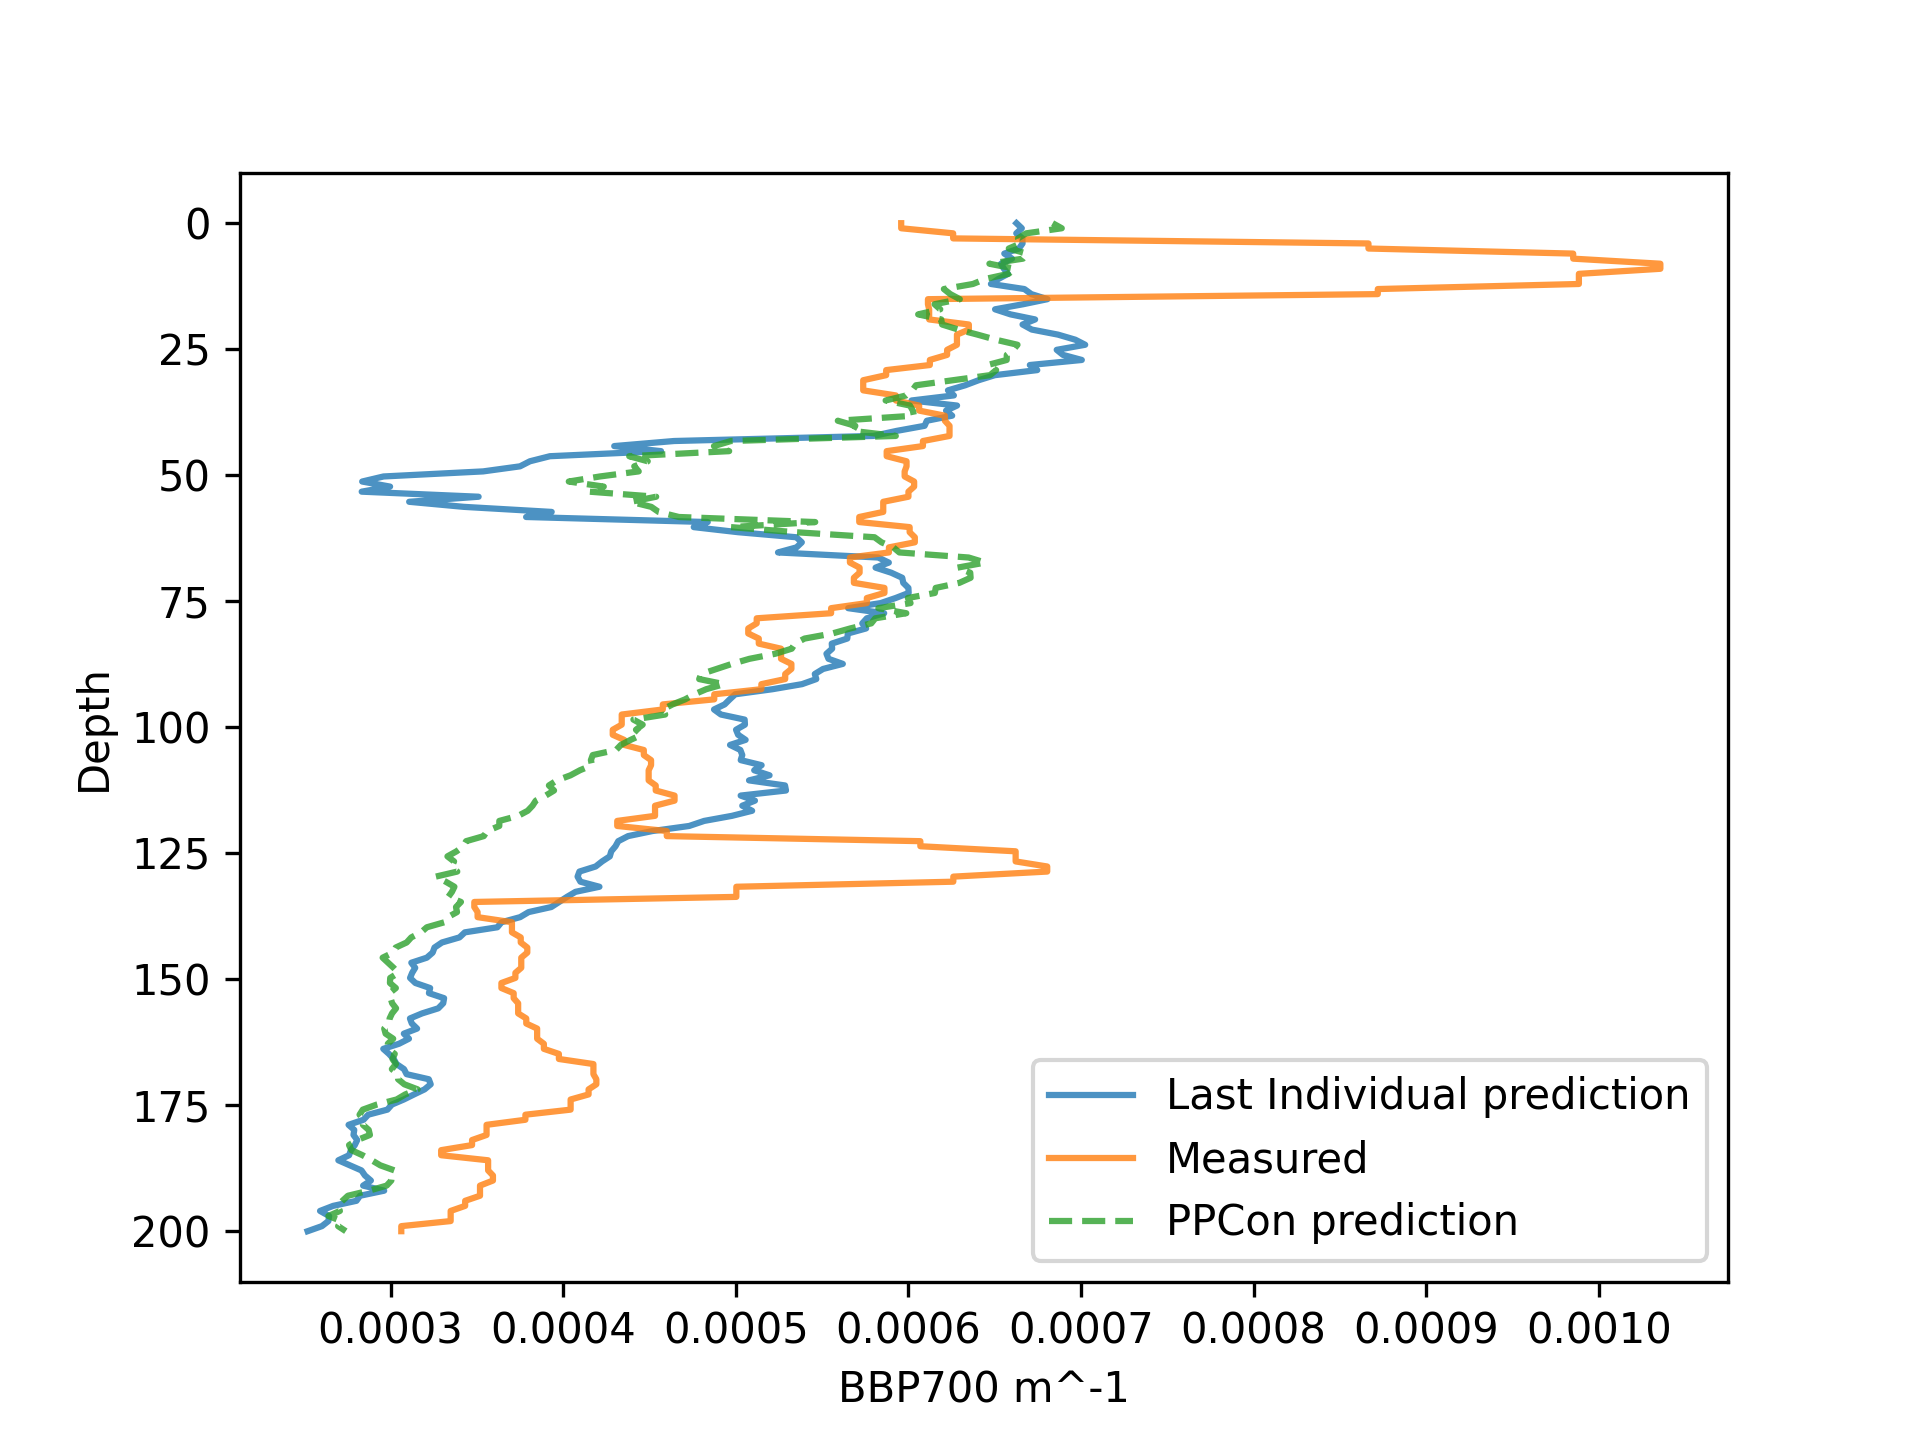 0
25
50
75
100
125
150
175
200
Depth
0.0003 0.0004 0.0005 0.0006 0.0007 0.0008 0.0009 0.0010
BBP700 m^-1
Last Individual prediction
Measured
PPCon prediction